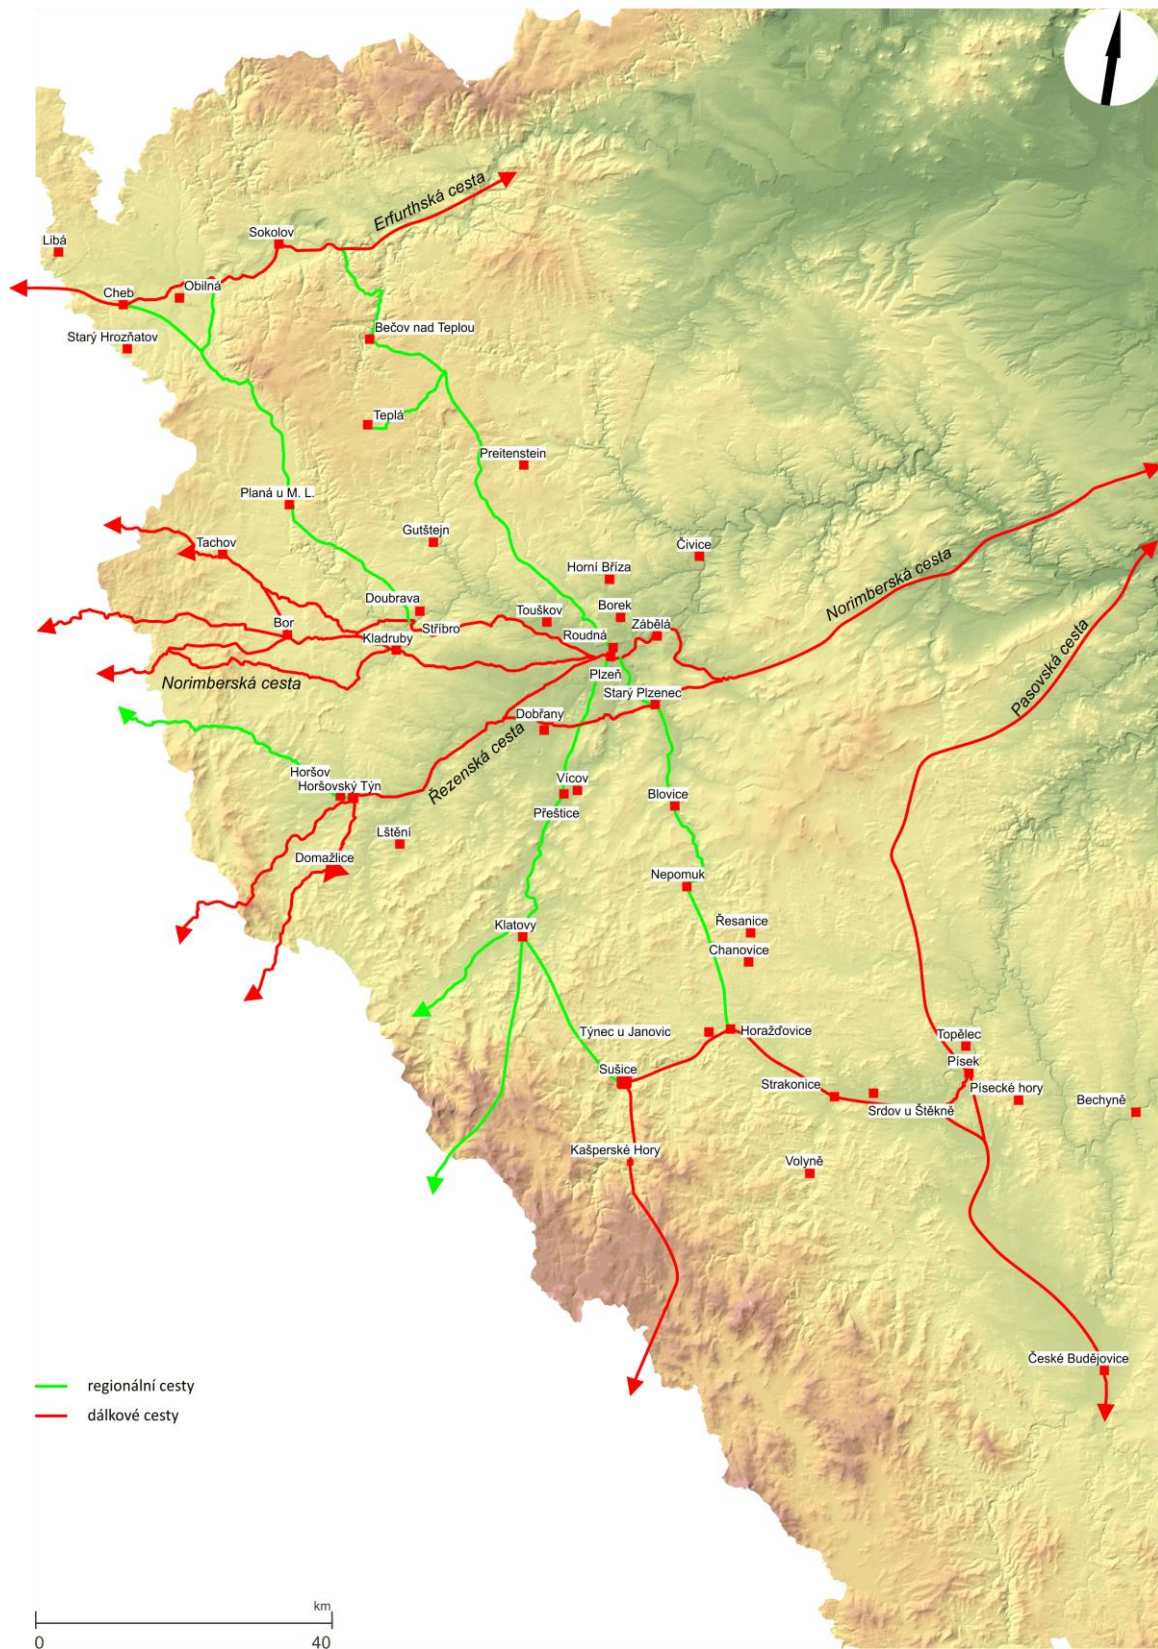 Erfurthská cesta
Sokolov
Libá
Obilná
Cheb
Starý Hrozňatov
Bečov nad Teplou
Teplá
Preitenstein
Planá u M. L.
Gutštejn
Tachov
Čivice
Horní Bříza
Norimberská cesta
Doubrava
Touškov
Borek
Bor
Stříbro
Zábělá
Kladruby
Roudná
Plzeň
Pasovská cesta
Norimberská cesta
Starý Plzenec
Dobřany
Řezenská cesta
Horšov
Horšovský Týn
Vícov
Blovice
Přeštice
Lštění
Domažlice
Nepomuk
Klatovy
Řesanice
Chanovice
Týnec u Janovic
Horažďovice
Topělec
Písek
Sušice
Strakonice
Písecké hory
Bechyně
Srdov u Štěkně
Kašperské Hory
Volyně
České Budějovice
regionální cesty
dálkové cesty
km
0 40